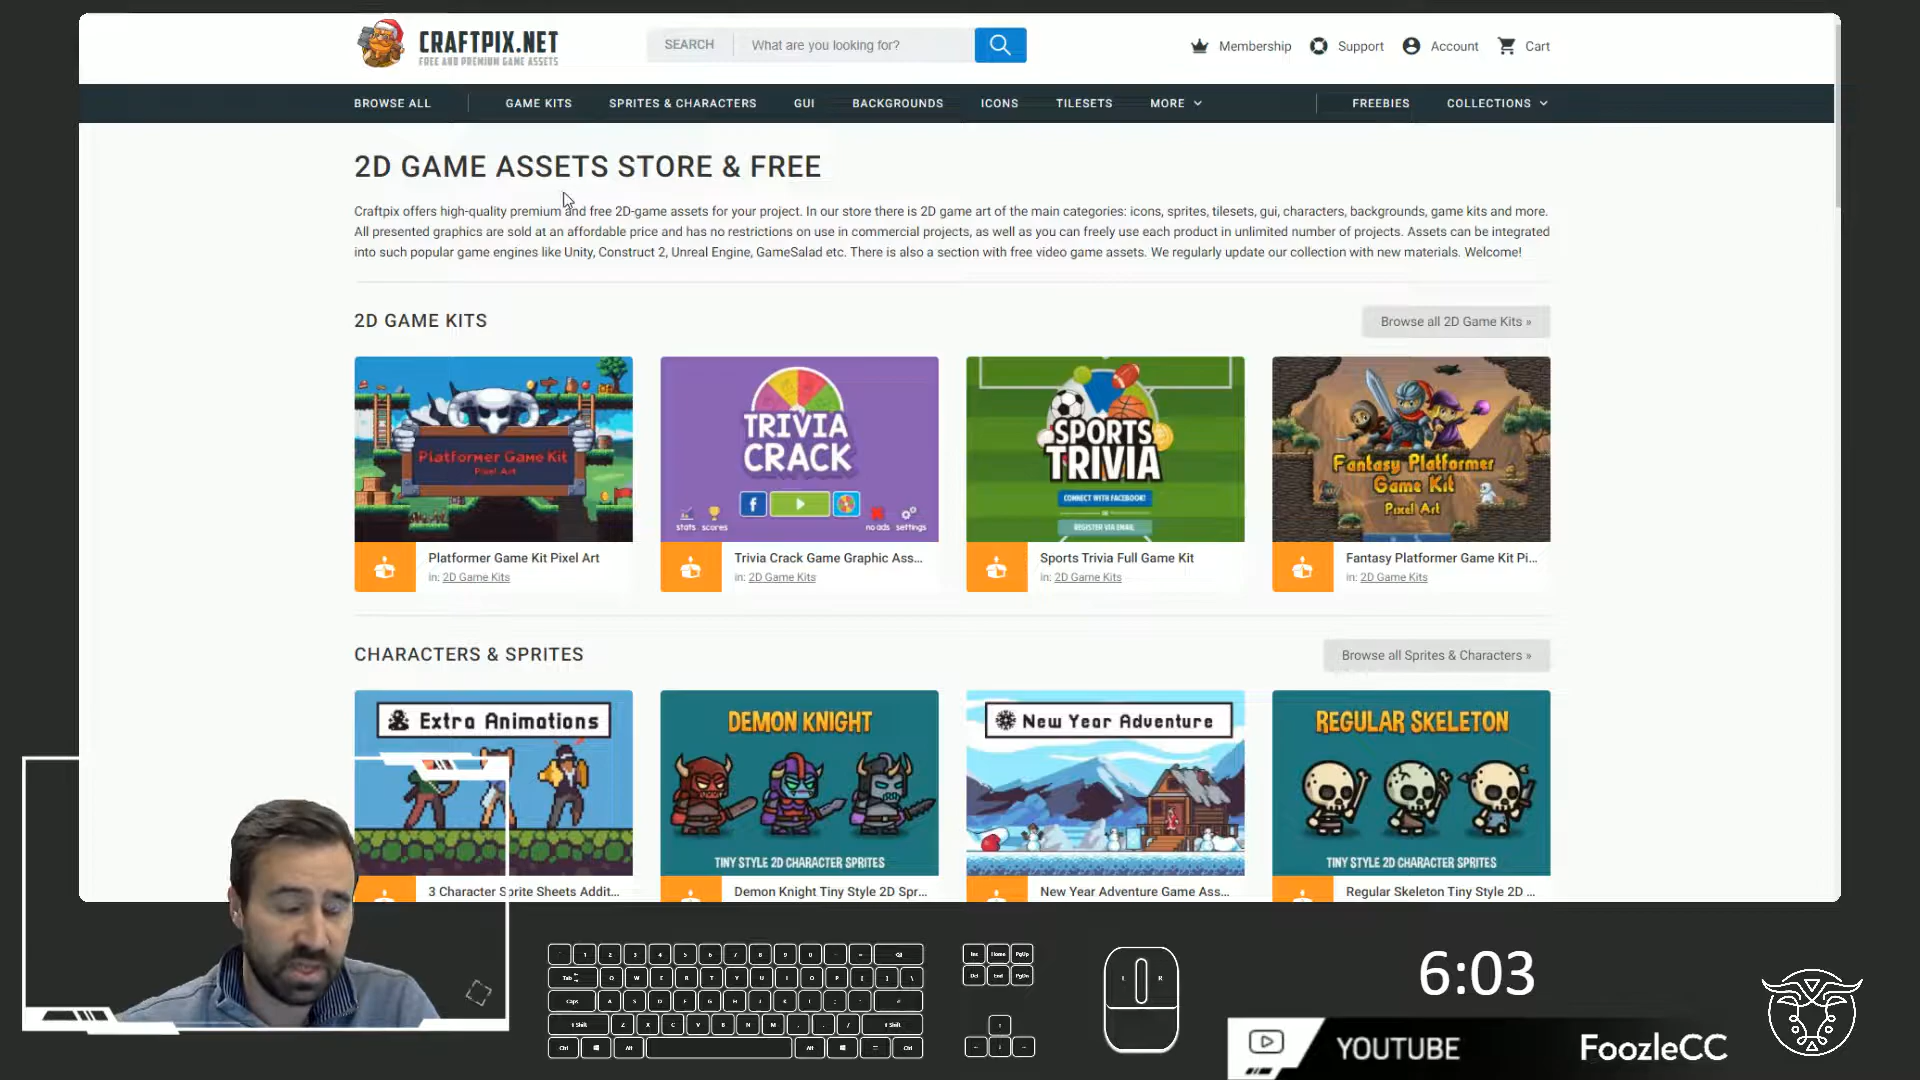 CRAFTPIX.NET
FREE AND PREMIUM GAME ASSETS
SEARCH
What are you looking for?
Membership
Support
Account
Cart
BROWSE ALL
GAME KITS
SPRITES & CHARACTERS
GUI
BACKGROUNDS
ICONS
TILESETS
MORE
FREEBIES
COLLECTIONS
2D GAME ASSETS STORE & FREE
Craftpix offers high-quality premium and free 2D-game assets for your project. In our store there is 2D game art of the main categories: icons, sprites, tilesets, gui, characters, backgrounds, game kits and more.
All presented graphics are sold at an affordable price and has no restrictions on use in commercial projects, as well as you can freely use each product in unlimited number of projects. Assets can be integrated
into such popular game engines like Unity, Construct 2, Unreal Engine, GameSalad etc. There is also a section with free video game assets. We regularly update our collection with new materials. Welcome!
2D GAME KITS
Browse all 2D Game Kits »
Platformer Game Kit
Pixel Art
TRIVIA
CRACK
stats
scores
no ads
settings
SPORTS
TRIVIA
CONNECT WITH FACEBOOK!
OR
REGISTER VIA EMAIL
Fantasy Platformer
Game Kit
Pixel Art
Platformer Game Kit Pixel Art
in: 2D Game Kits
Trivia Crack Game Graphic Ass...
in: 2D Game Kits
Sports Trivia Full Game Kit
in: 2D Game Kits
Fantasy Platformer Game Kit Pi...
in: 2D Game Kits
CHARACTERS & SPRITES
Browse all Sprites & Characters »
Extra Animations
DEMON KNIGHT
TINY STYLE 2D CHARACTER SPRITES
New Year Adventure
REGULAR SKELETON
TINY STYLE 2D CHARACTER SPRITES
3 Character Sprite Sheets Addit...
Demon Knight Tiny Style 2D Spr...
New Year Adventure Game Ass...
Regular Skeleton Tiny Style 2D ...
6:03
YOUTUBE
FoozleCC